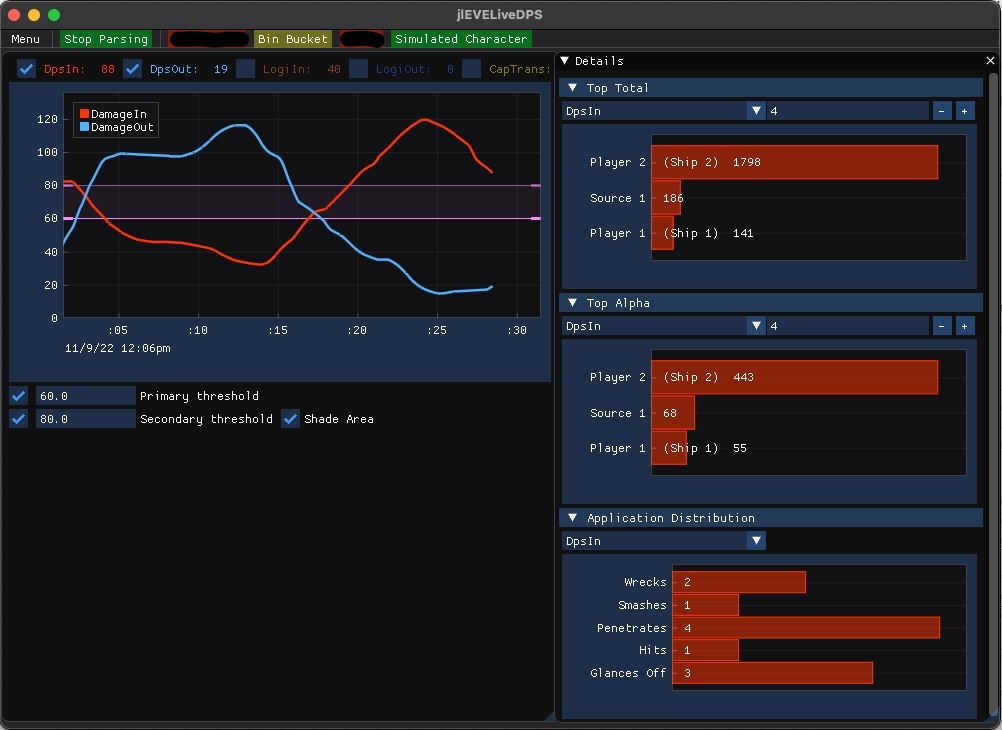 jlEVELiveDPS
Menu Stop Parsing Bin Bucket Simulated Character
DpsIn: 88 DpsOut: 19 LogiIn: 40 LogiOut: 0 CapTrans:
DamageIn
DamageOut
120
100
80
60
40
20
0
:05 :10 :15 :20 :25 :30
11/9/22 12:06pm
60.0 Primary threshold
80.0 Secondary threshold Shade Area
Details
Top Total
DpsIn 4 - +
Player 2 (Ship 2) 1798
Source 1 186
Player 1 (Ship 1) 141
Top Alpha
DpsIn 4 - +
Player 2 (Ship 2) 443
Source 1 68
Player 1 (Ship 1) 55
Application Distribution
DpsIn
Wrecks 2
Smashes 1
Penetrates 4
Hits 1
Glances Off 3